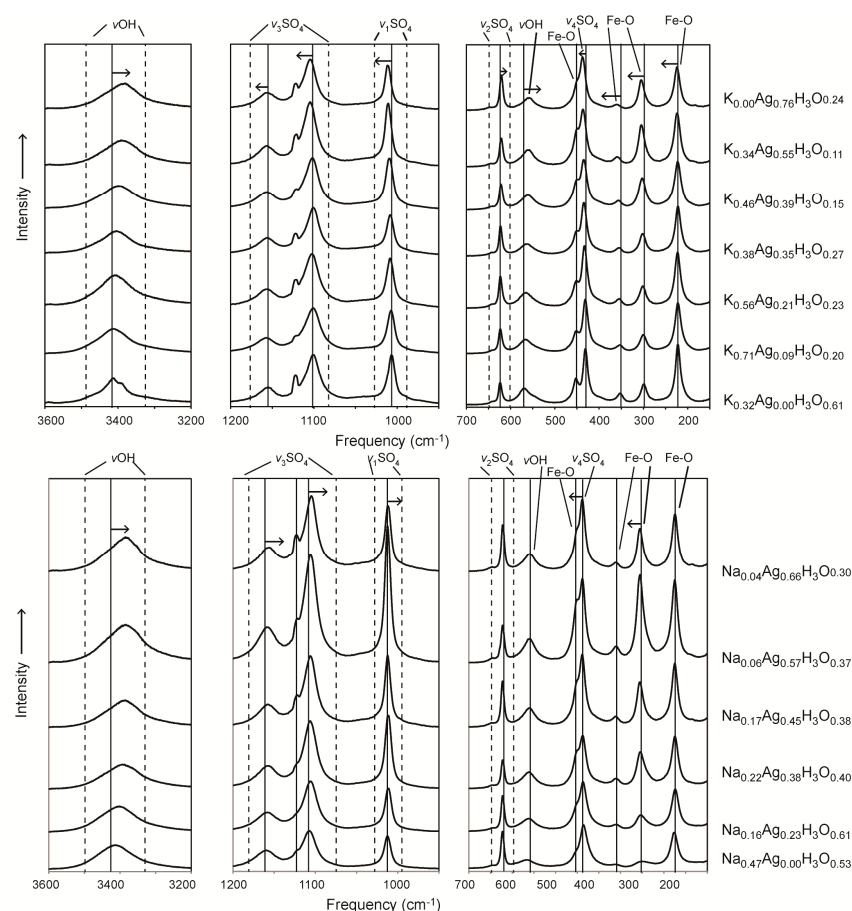 νOH ν₃SO₄ ν₁SO₄ ν₂SO₄ νOH ν₄SO₄ Fe-O Fe-O
Fe-O
K₀.₀₀Ag₀.₇₆H₃O₀.₂₄
K₀.₃₄Ag₀.₅₅H₃O₀.₁₁
K₀.₄₆Ag₀.₃₉H₃O₀.₁₅
K₀.₃₈Ag₀.₃₅H₃O₀.₂₇
K₀.₅₆Ag₀.₂₁H₃O₀.₂₃
K₀.₇₁Ag₀.₀₉H₃O₀.₂₀
K₀.₃₂Ag₀.₀₀H₃O₀.₆₁
Intensity
3600 3400 3200 1200 1100 1000 700 600 500 400 300 200
Frequency (cm⁻¹)
νOH ν₃SO₄ ν₁SO₄ ν₂SO₄ νOH ν₄SO₄ Fe-O Fe-O
Fe-O
Na₀.₀₄Ag₀.₆₆H₃O₀.₃₀
Na₀.₀₆Ag₀.₅₇H₃O₀.₃₇
Na₀.₁₇Ag₀.₄₅H₃O₀.₃₈
Na₀.₂₂Ag₀.₃₈H₃O₀.₄₀
Na₀.₁₆Ag₀.₂₃H₃O₀.₆₁
Na₀.₄₇Ag₀.₀₀H₃O₀.₅₃
Intensity
3600 3400 3200 1200 1100 1000 700 600 500 400 300 200
Frequency (cm⁻¹)